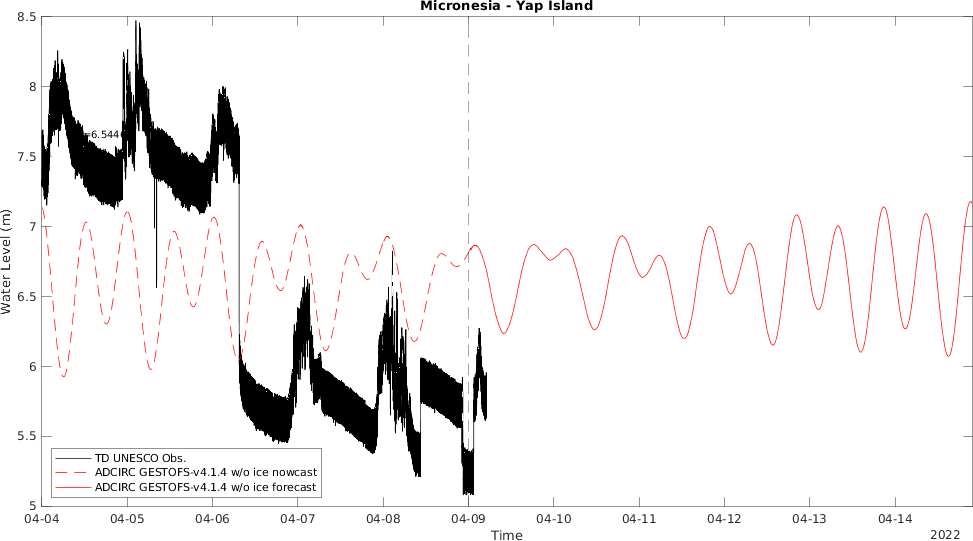 Micronesia - Yap Island
8.5
8
7.5
7
6.5
6
5.5
5
Water Level (m)
=6.544
TD UNESCO Obs.
ADCIRC GESTOFS-v4.1.4 w/o ice nowcast
ADCIRC GESTOFS-v4.1.4 w/o ice forecast
04-04 04-05 04-06 04-07 04-08 04-09 04-10 04-11 04-12 04-13 04-14
Time
2022